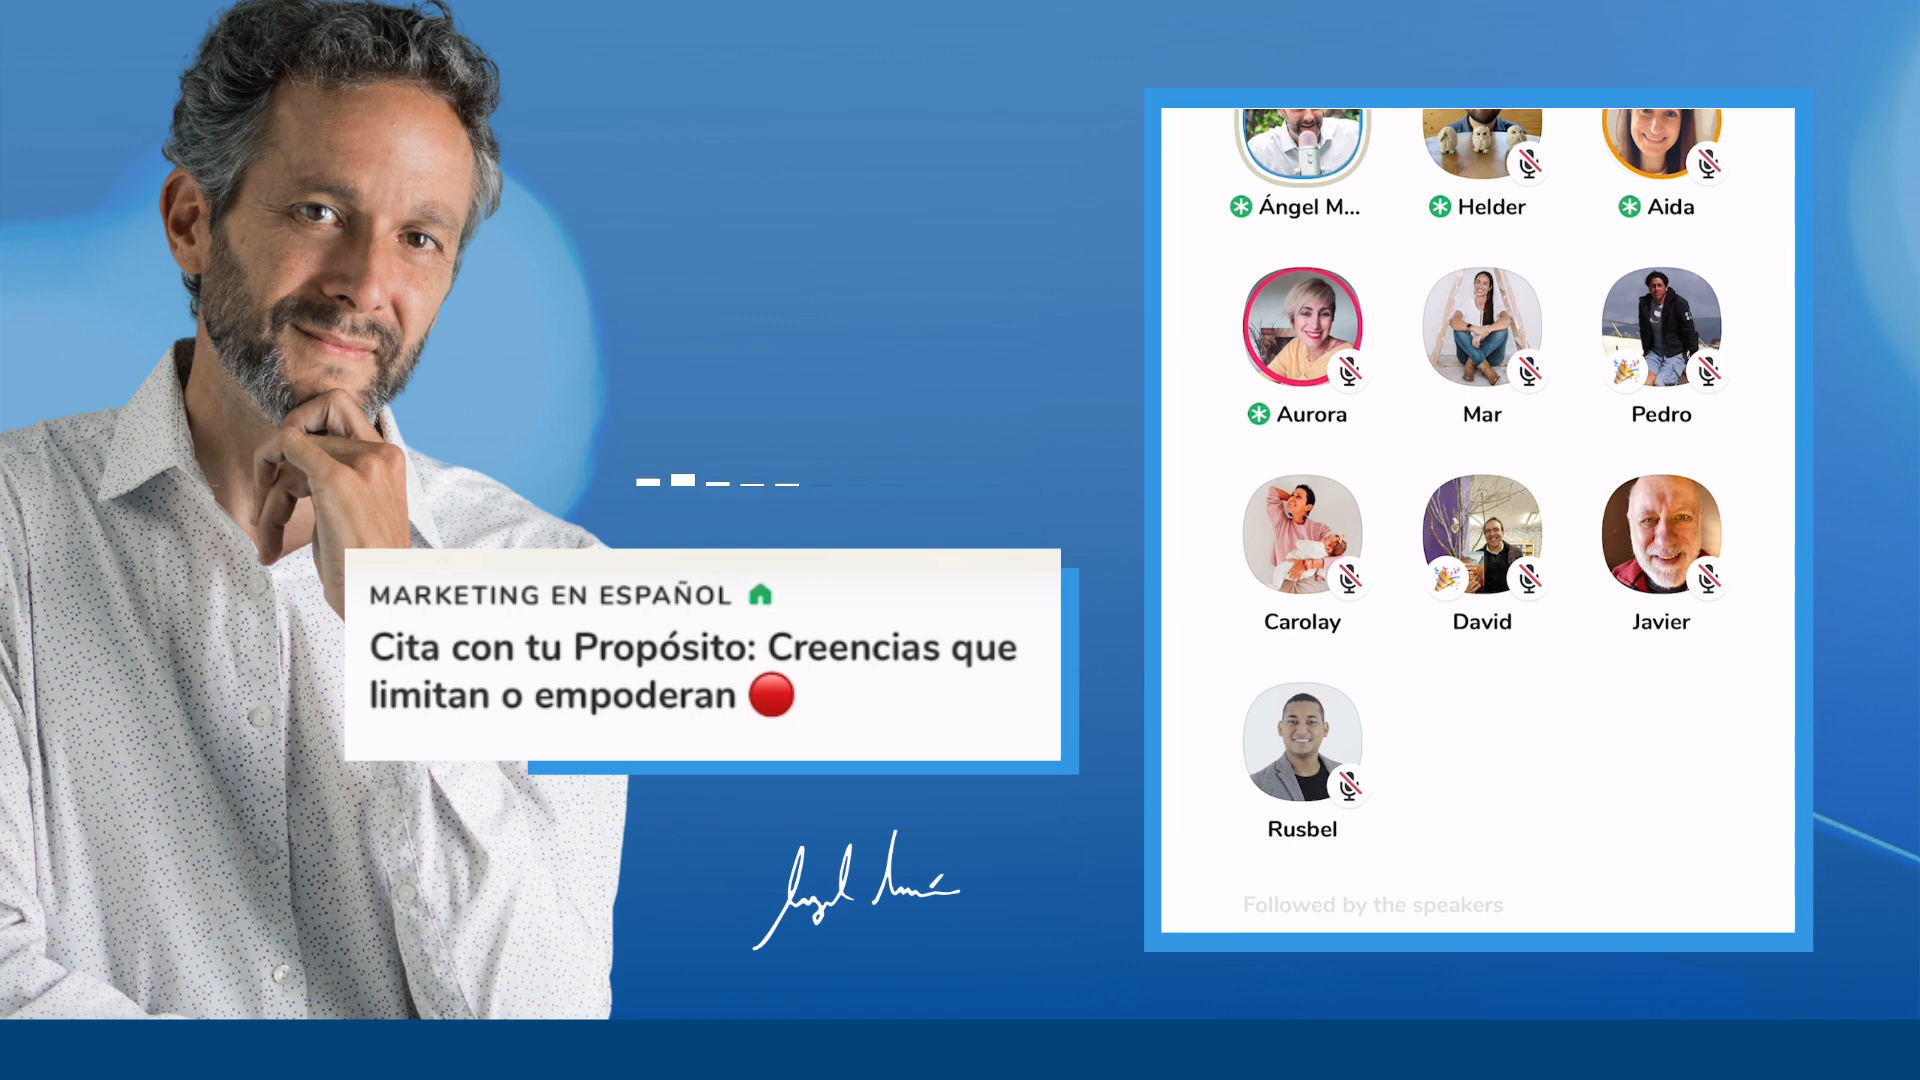 MARKETING EN ESPAÑOL
Cita con tu Propósito: Creencias que
limitan o empoderan
Ángel M...
Helder
Aida
Aurora
Mar
Pedro
Carolay
David
Javier
Rusbel
Followed by the speakers